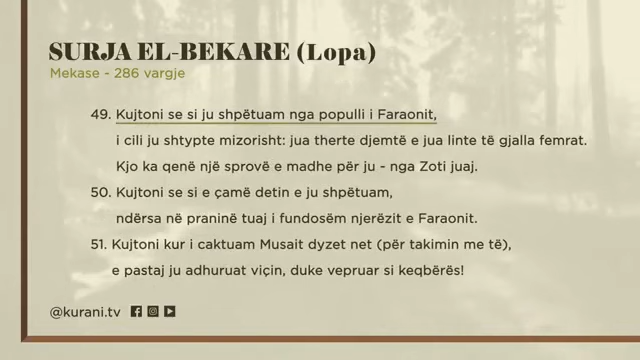 SURJA EL-BEKARE (Lopa)
Mekase - 286 vargje
49. Kujtoni se si ju shpëtuam nga populli i Faraonit,
i cili ju shtypte mizorisht: jua therte djemtë e jua linte të gjalla femrat.
Kjo ka qenë një sprovë e madhe për ju - nga Zoti juaj.
50. Kujtoni se si e çamë detin e ju shpëtuam,
ndërsa në praninë tuaj i fundosëm njerëzit e Faraonit.
51. Kujtoni kur i caktuam Musait dyzet net (për takimin me të),
e pastaj ju adhuruat viçin, duke vepruar si keqbërës!
@kurani.tv